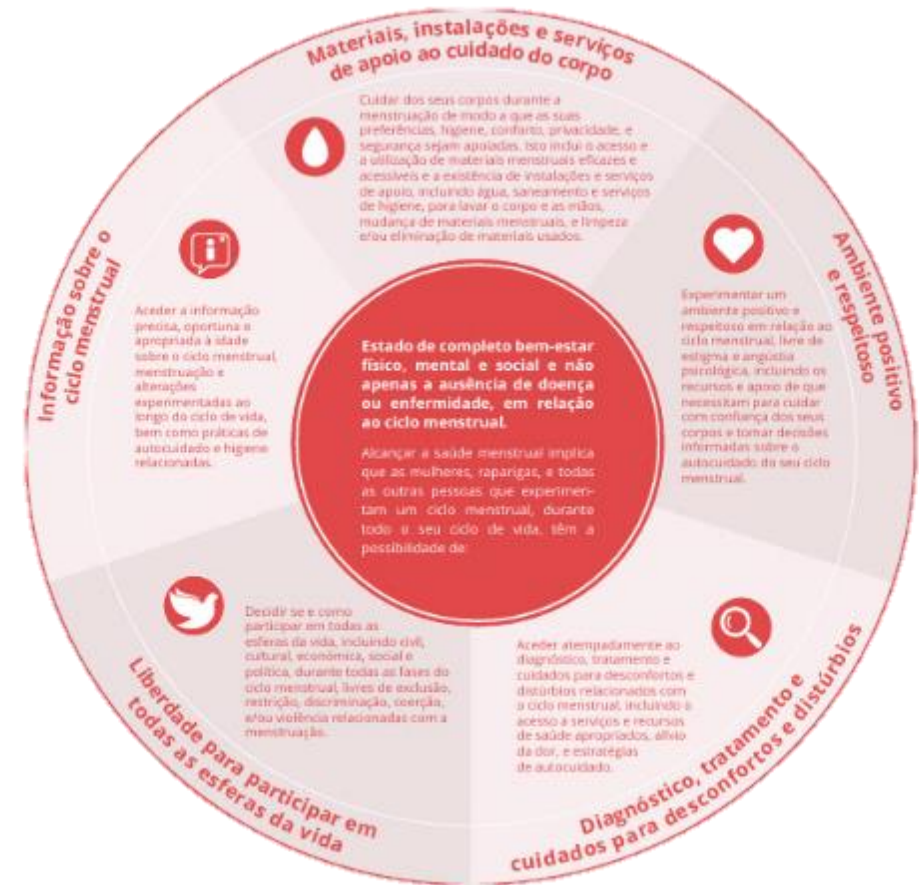 Materiais, instalações e serviços
de apoio ao cuidado do corpo
Cuidar dos seus corpos durante a
menstruação de modo a que as suas
preferências, higiene, conforto, privacidade, e
segurança sejam apoiadas. Isto inclui o acesso e
a utilização de materiais menstruais eficazes e
acessíveis e a existência de instalações e serviços
de apoio, incluindo água, saneamento e serviços
de higiene, para lavar o corpo e as mãos,
mudança de materiais menstruais, e limpeza
e/ou eliminação de materiais usados.
Ambiente positivo
e respeitoso
Experimentar um
ambiente positivo e
respeitoso em relação ao
ciclo menstrual, livre de
estigma e angústia
psicológica, incluindo os
recursos e apoio de que
necessitam para cuidar
com confiança dos seus
corpos e tomar decisões
informadas sobre o
autocuidado do seu ciclo
menstrual.
Diagnóstico, tratamento e
cuidados para desconfortos e distúrbios
Aceder atempadamente ao
diagnóstico, tratamento e
cuidados para desconfortos e
distúrbios relacionados com
o ciclo menstrual, incluindo o
acesso a serviços e recursos
de saúde apropriados, alívio
da dor, e estratégias
de autocuidado.
Liberdade para participar em
todas as esferas da vida
Decidir se e como
participar em todas as
esferas da vida, incluindo civil,
cultural, económica, social e
política, durante todas as fases do
ciclo menstrual, livres de exclusão,
restrição, discriminação, coerção,
e/ou violência relacionadas com a
menstruação.
Informação sobre o
ciclo menstrual
Aceder a informação
precisa, oportuna e
apropriada à idade
sobre o ciclo menstrual,
menstruação e
alterações
experimentadas ao
longo do ciclo de vida,
bem como práticas de
autocuidado e higiene
relacionadas.
Estado de completo bem-estar
físico, mental e social e não
apenas a ausência de doença
ou enfermidade, em relação
ao ciclo menstrual.
Alcançar a saúde menstrual implica
que as mulheres, raparigas, e todas
as outras pessoas que experimen-
tam um ciclo menstrual, durante
todo o seu ciclo de vida, têm a
possibilidade de: